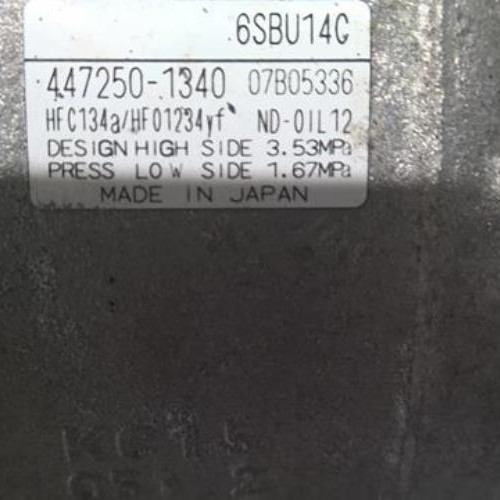 6SBU14C
447250-1340 07B05336
HFC134a/HFO1234yf ND-OIL12
DESIGN HIGH SIDE 3.53MPa
PRESS LOW SIDE 1.67MPa
MADE IN JAPAN